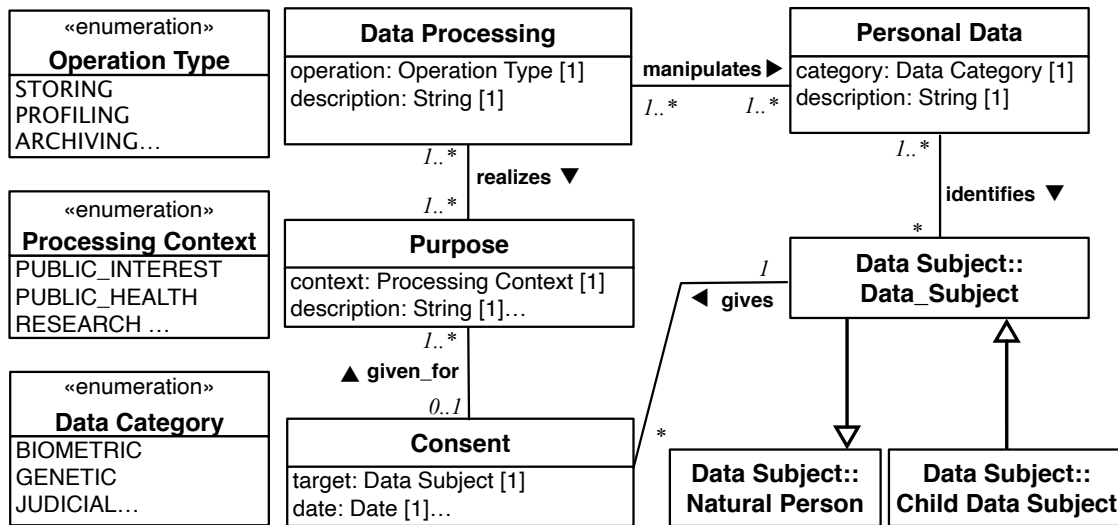 «enumeration»
Operation Type
STORING
PROFILING
ARCHIVING…
Data Processing
operation: Operation Type [1]
description: String [1]
manipulates ▶
1..*
1..*
Personal Data
category: Data Category [1]
description: String [1]
1..*
realizes ▼
1..*
1..*
identifies ▼
*
«enumeration»
Processing Context
PUBLIC_INTEREST
PUBLIC_HEALTH
RESEARCH …
Purpose
context: Processing Context [1]
description: String [1]…
1
◀ gives
Data Subject::
Data_Subject
1..*
▲ given_for
0..1
*
«enumeration»
Data Category
BIOMETRIC
GENETIC
JUDICIAL…
Consent
target: Data Subject [1]
date: Date [1]…
Data Subject::
Natural Person
Data Subject::
Child Data Subject